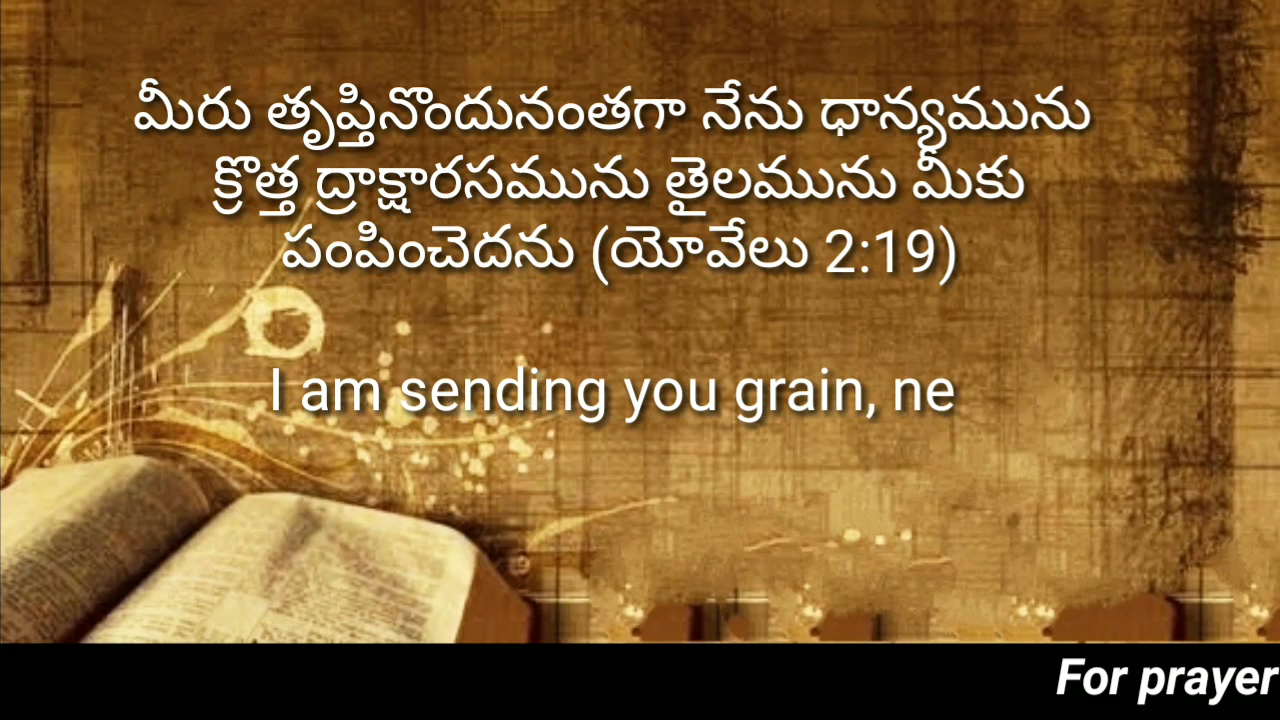 మీరు తృప్తినొందునంతగా నేను ధాన్యమును
క్రొత్త ద్రాక్షారసమును తైలమును మీకు
పంపించెదను (యోవేలు 2:19)
I am sending you grain, ne
For prayer